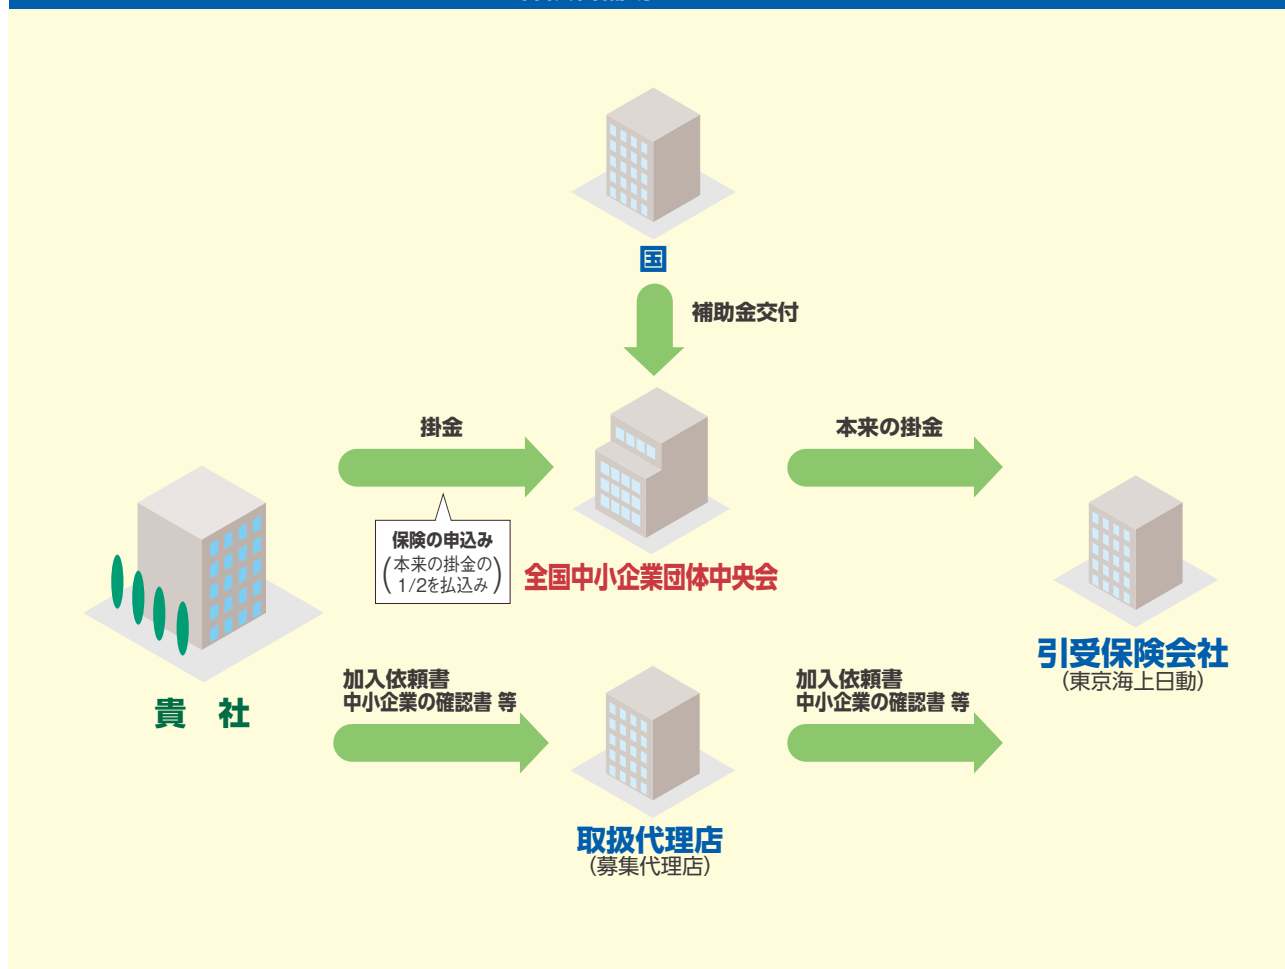 国
補助金交付
掛金
本来の掛金
保険の申込み
(本来の掛金の
1/2を払込み)
全国中小企業団体中央会
引受保険会社
(東京海上日動)
貴 社
加入依頼書
中小企業の確認書 等
加入依頼書
中小企業の確認書 等
取扱代理店
(募集代理店)